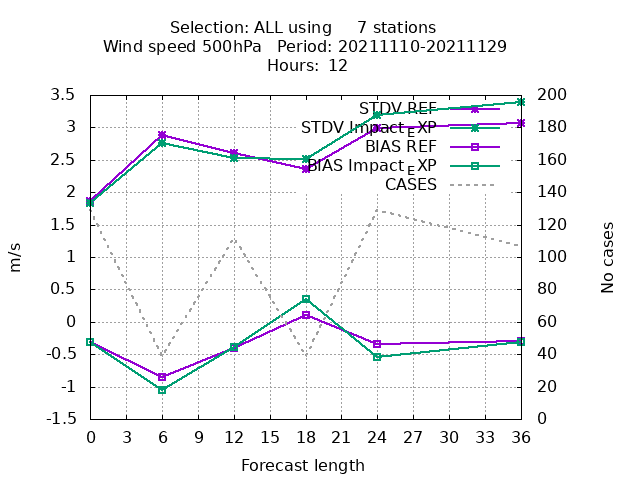 Selection: ALL using     7 stations
Wind speed 500hPa   Period: 20211110-20211129
Hours: 12
3.5
3
2.5
2
1.5
1
0.5
0
-0.5
-1
-1.5
200
180
160
140
120
100
80
60
40
20
0
STDV REF
STDV Impact_EXP
BIAS REF
BIAS Impact_EXP
CASES
m/s
No cases
0 3 6 9 12 15 18 21 24 27 30 33 36
Forecast length